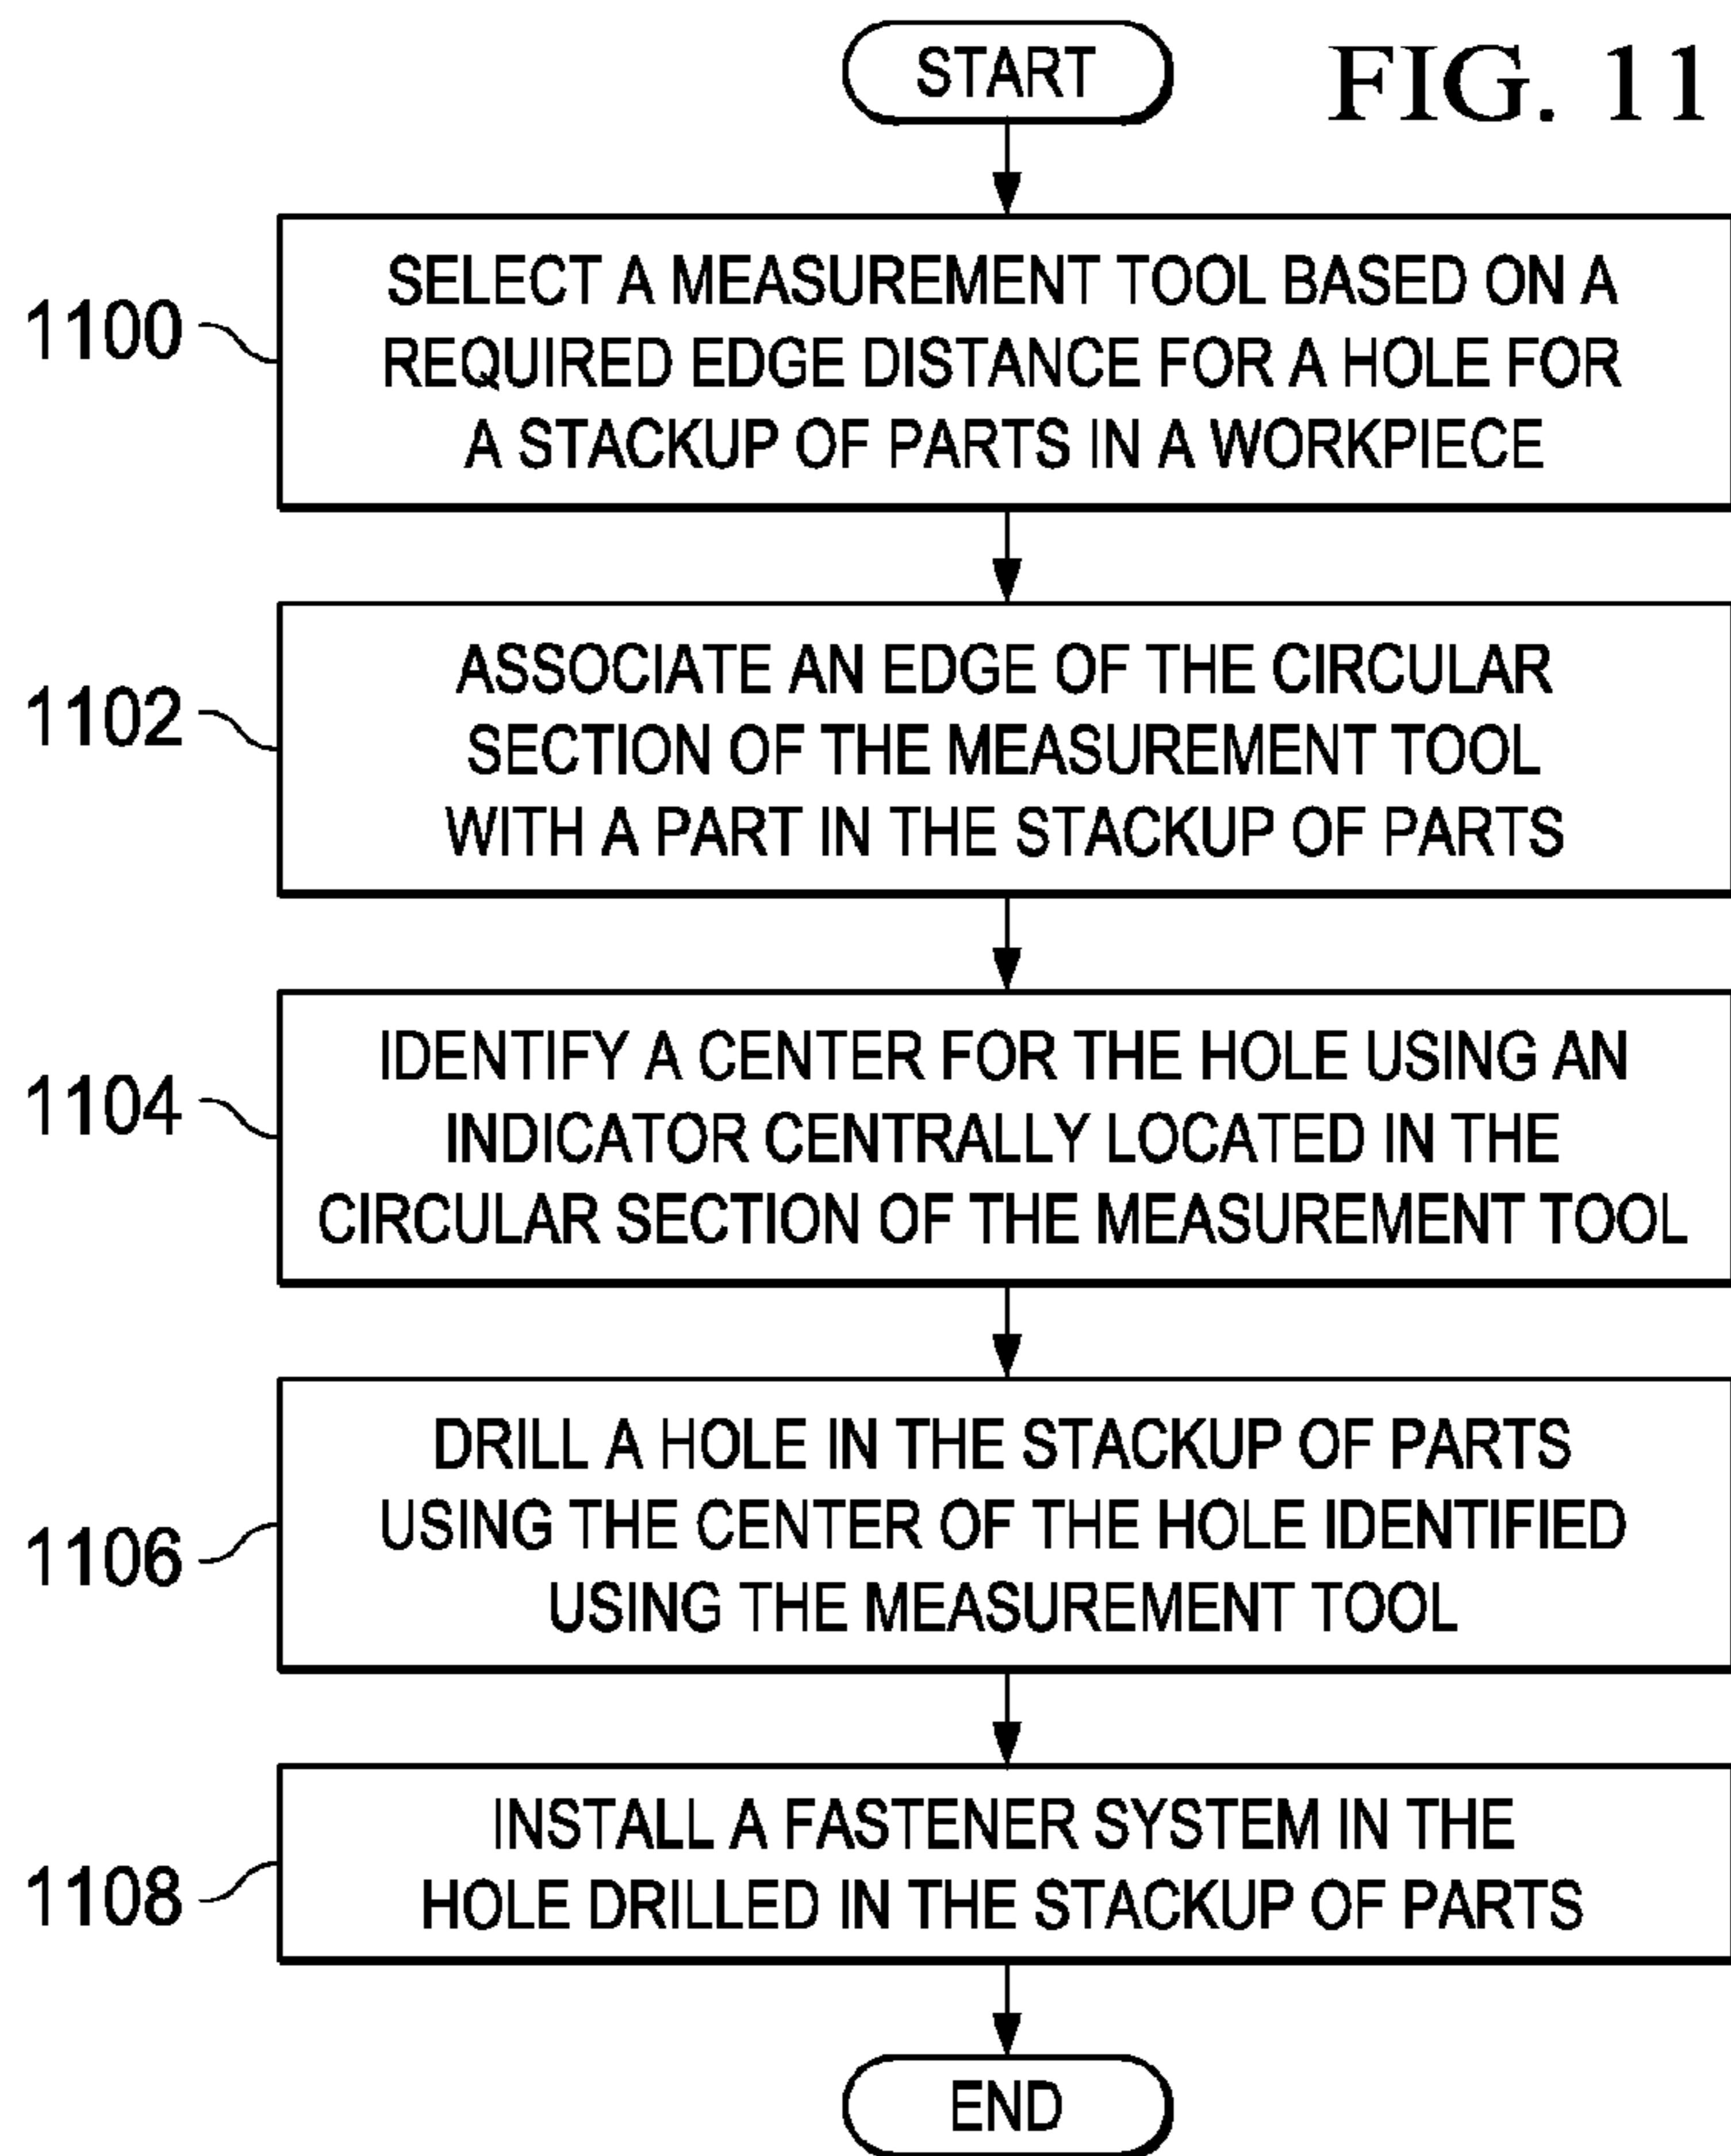 START
FIG. 11
1100
SELECT A MEASUREMENT TOOL BASED ON A
REQUIRED EDGE DISTANCE FOR A HOLE FOR
A STACKUP OF PARTS IN A WORKPIECE
1102
ASSOCIATE AN EDGE OF THE CIRCULAR
SECTION OF THE MEASUREMENT TOOL
WITH A PART IN THE STACKUP OF PARTS
1104
IDENTIFY A CENTER FOR THE HOLE USING AN
INDICATOR CENTRALLY LOCATED IN THE
CIRCULAR SECTION OF THE MEASUREMENT TOOL
1106
DRILL A HOLE IN THE STACKUP OF PARTS
USING THE CENTER OF THE HOLE IDENTIFIED
USING THE MEASUREMENT TOOL
1108
INSTALL A FASTENER SYSTEM IN THE
HOLE DRILLED IN THE STACKUP OF PARTS
END